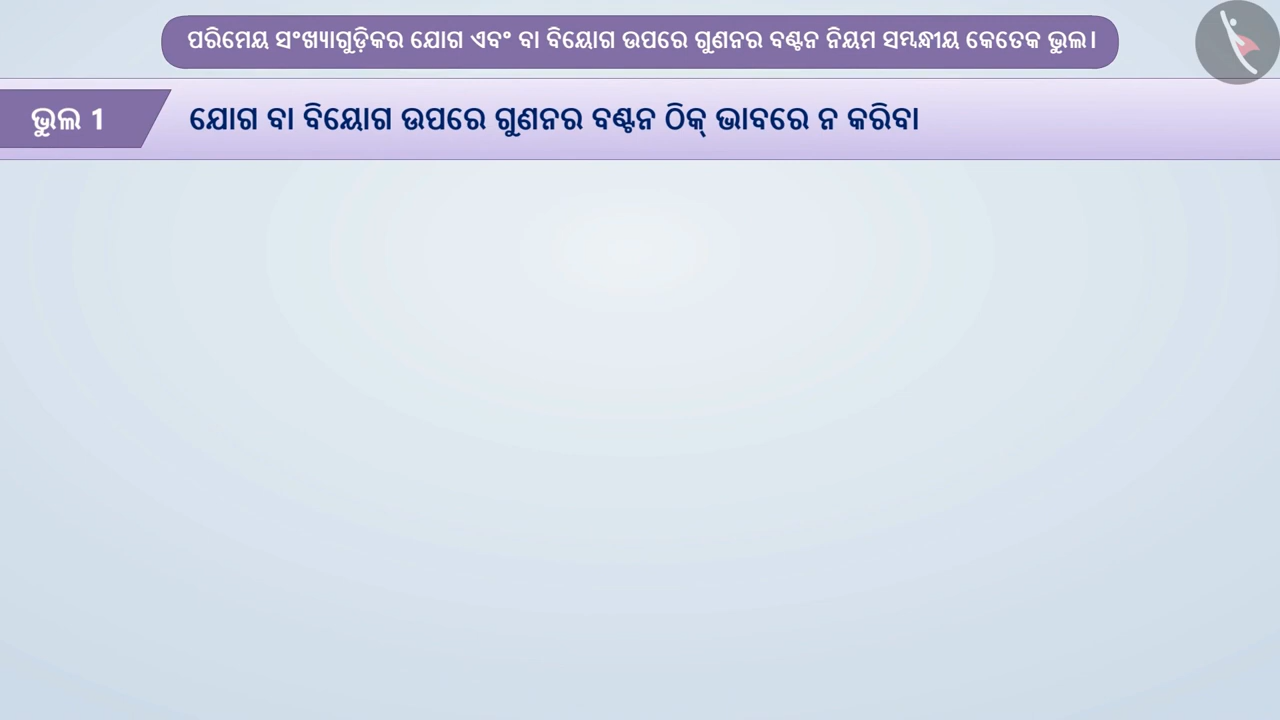 ପରିମେୟ ସଂଖ୍ୟାଗୁଡ଼ିକର ଯୋଗ ଏବଂ ବା ବିୟୋଗ ଉପରେ ଗୁଣନର ବଣ୍ଟନ ନିୟମ ସମ୍ବନ୍ଧୀୟ କେତେକ ଭୁଲ।
ଭୁଲ 1 ଯୋଗ ବା ବିୟୋଗ ଉପରେ ଗୁଣନର ବଣ୍ଟନ ଠିକ୍ ଭାବରେ ନ କରିବା